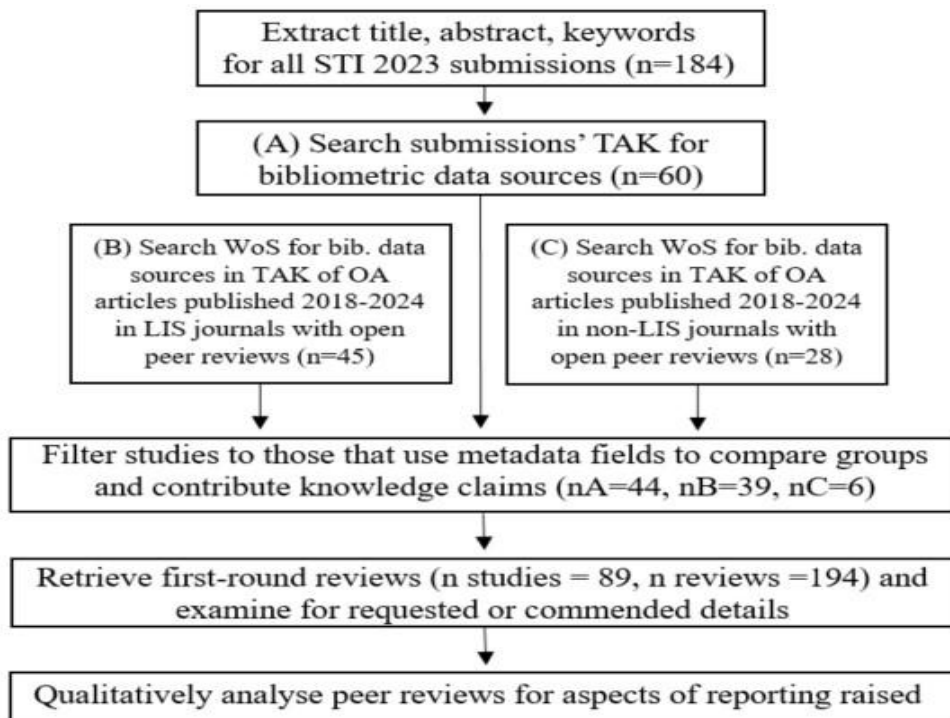 Extract title, abstract, keywords
for all STI 2023 submissions (n=184)
(A) Search submissions’ TAK for
bibliometric data sources (n=60)
(B) Search WoS for bib. data
sources in TAK of OA
articles published 2018-2024
in LIS journals with open
peer reviews (n=45)
(C) Search WoS for bib. data
sources in TAK of OA
articles published 2018-2024
in non-LIS journals with
open peer reviews (n=28)
Filter studies to those that use metadata fields to compare groups
and contribute knowledge claims (nA=44, nB=39, nC=6)
Retrieve first-round reviews (n studies = 89, n reviews =194) and
examine for requested or commended details
Qualitatively analyse peer reviews for aspects of reporting raised